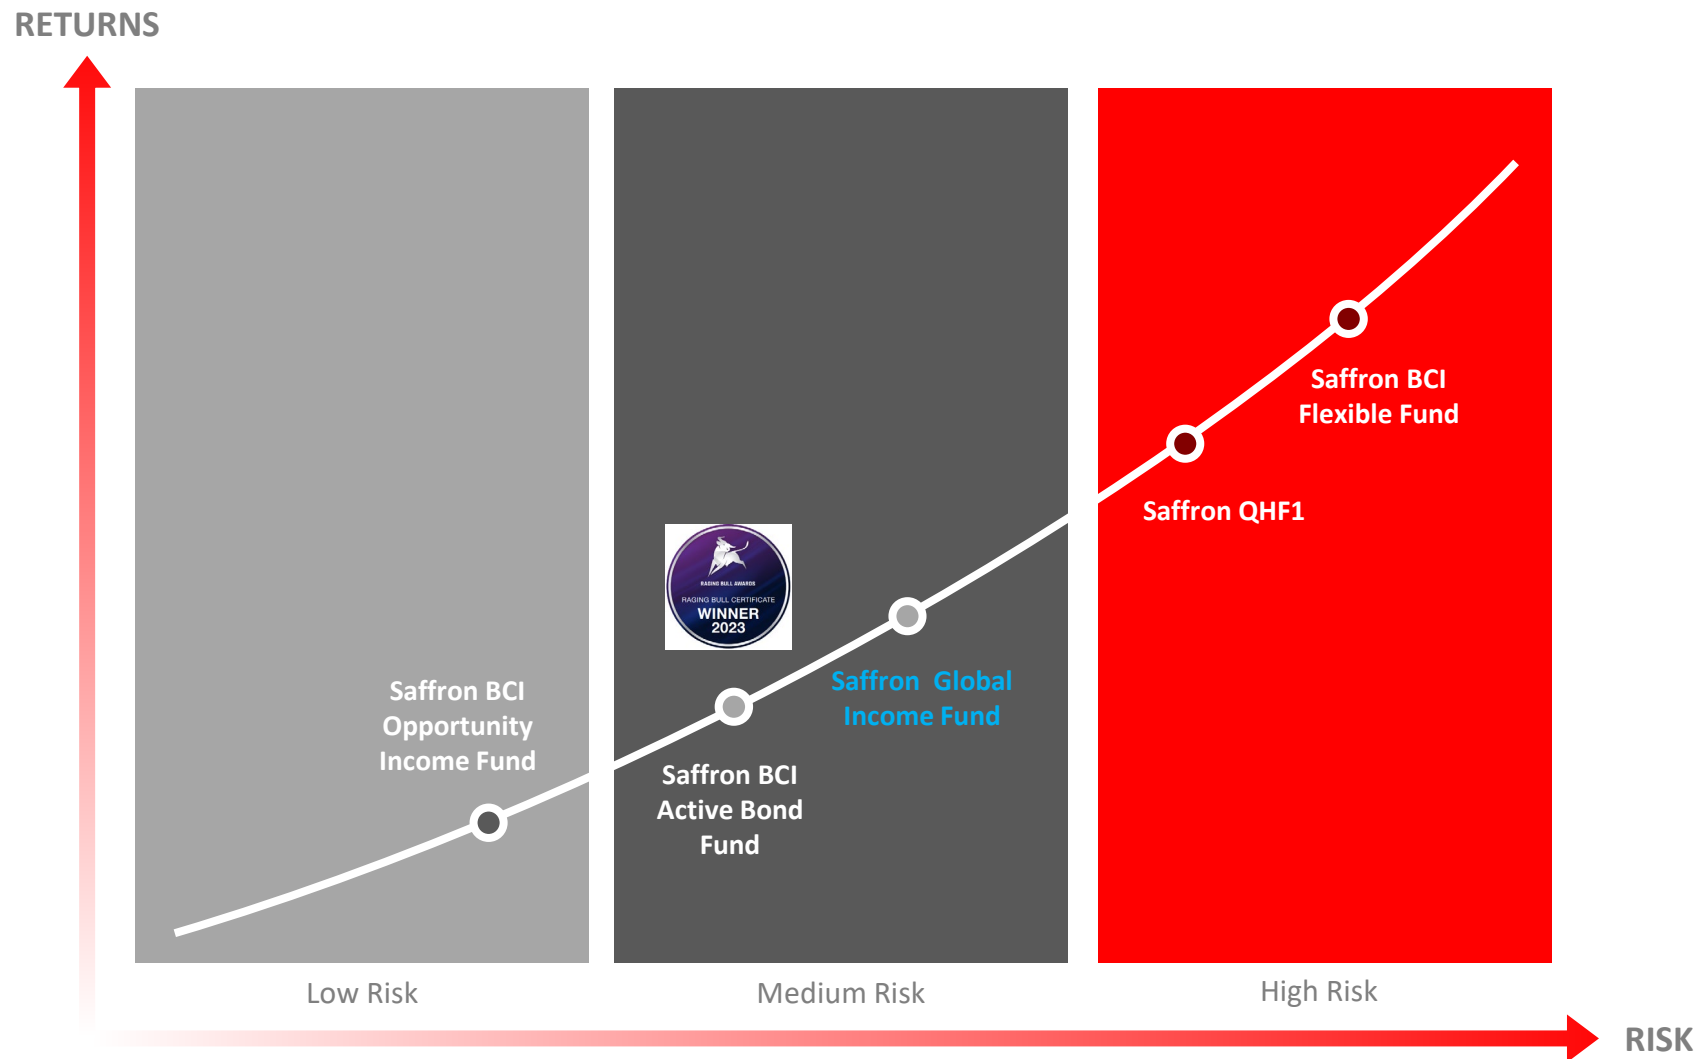 RETURNS
Saffron BCI
Flexible Fund
Saffron QHF1
RAGING BULL AWARDS
RAGING BULL CERTIFICATE
WINNER
2023
Saffron BCI
Opportunity
Income Fund
Saffron Global
Income Fund
Saffron BCI
Active Bond
Fund
Low Risk
Medium Risk
High Risk
RISK